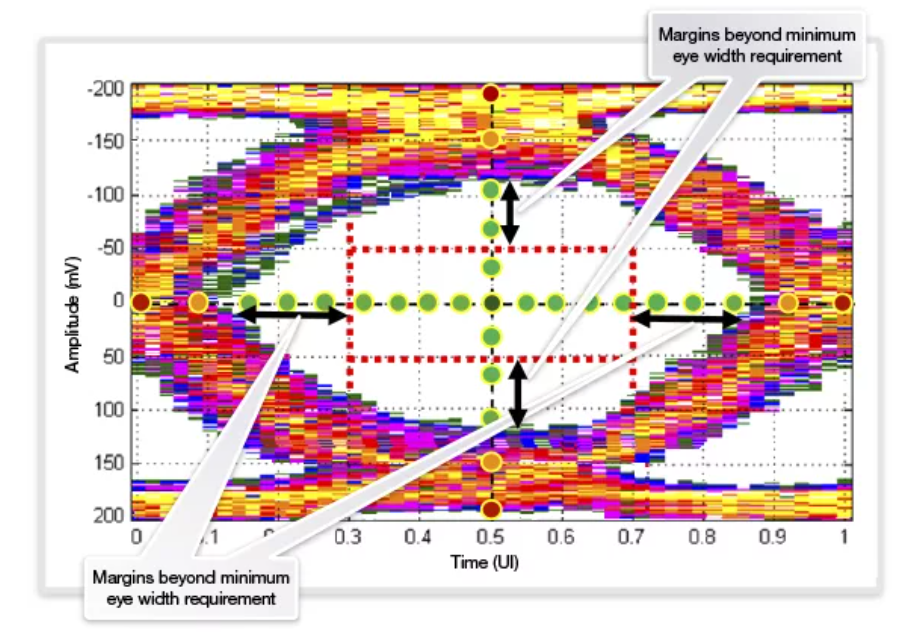 Margins beyond minimum
eye width requirement
-200
-150
-100
-50
0
50
100
150
200
Amplitude (mV)
0 .1 0.3 0.4 0.5 0.6 0.7 0.8 0.9 1
Time (UI)
Margins beyond minimum
eye width requirement